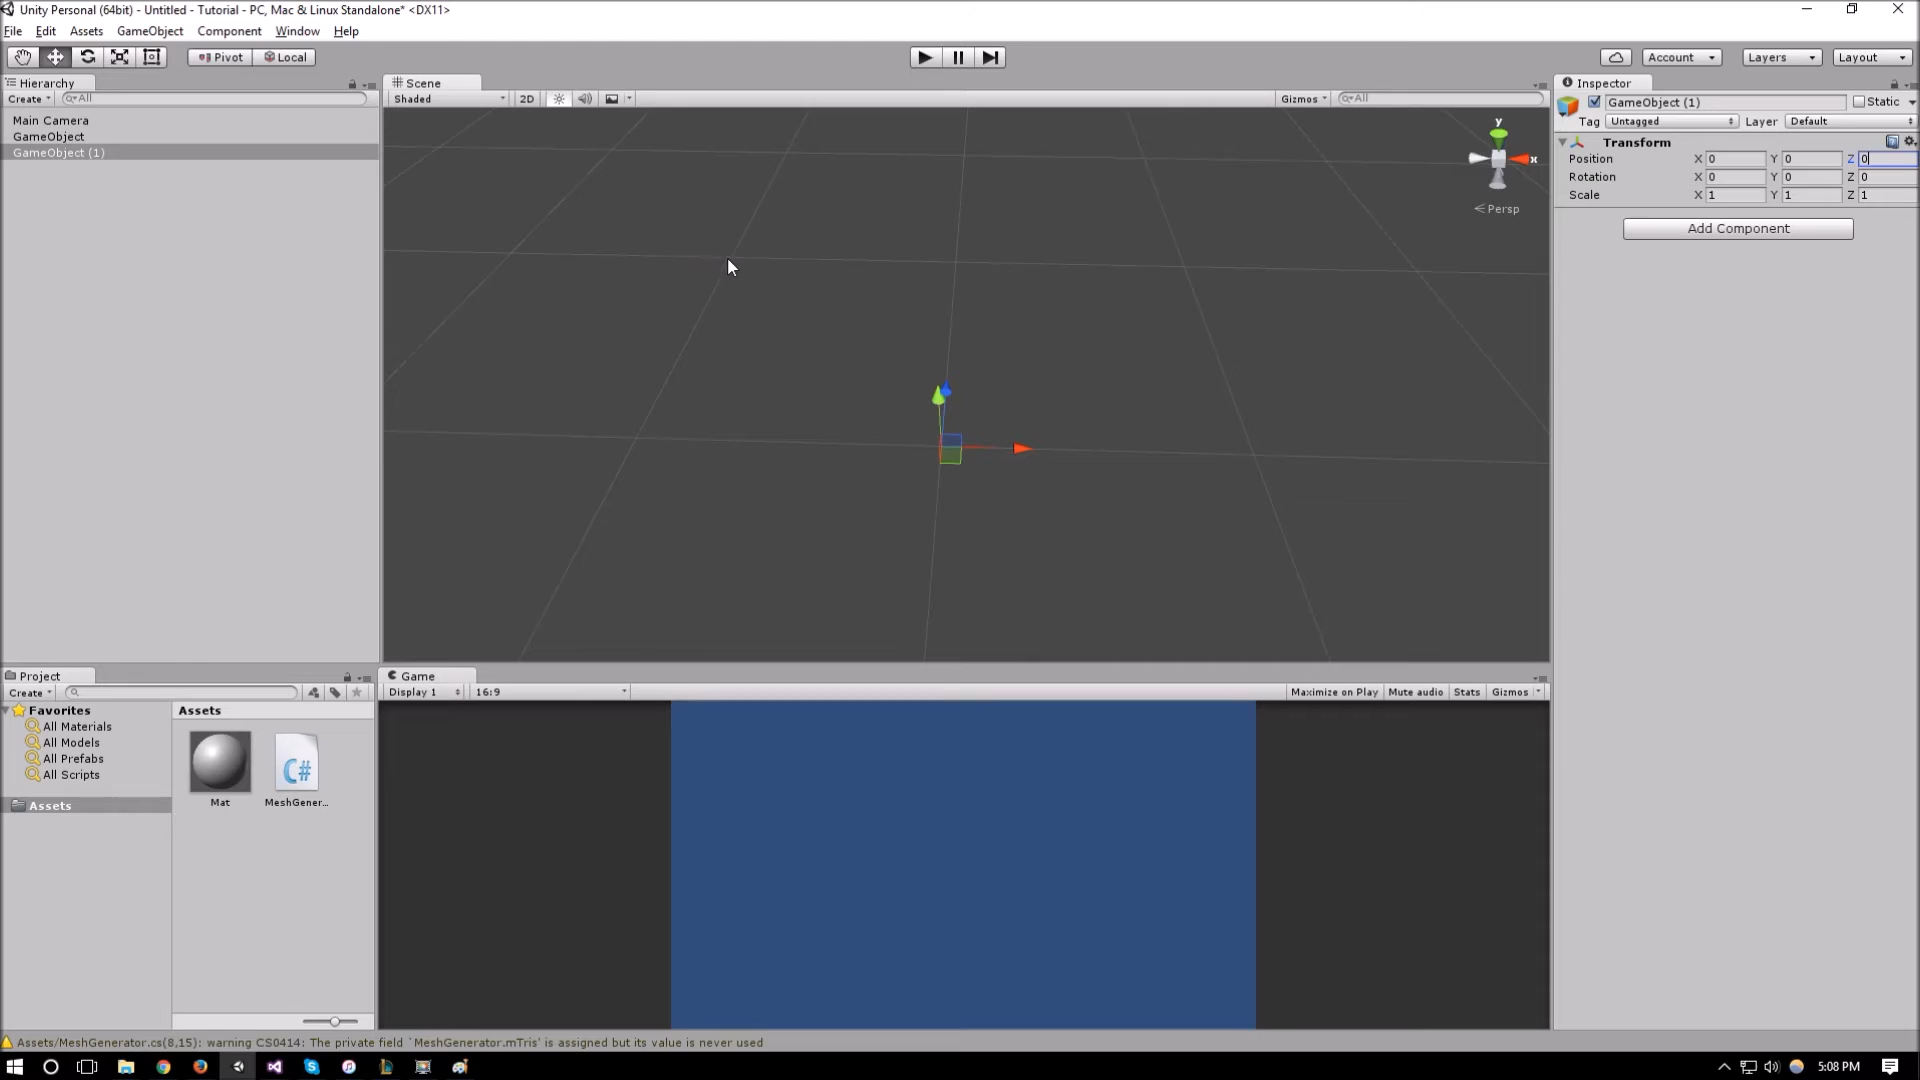 Unity Personal (64bit) - Untitled - Tutorial - PC, Mac & Linux Standalone* <DX11>
File Edit Assets GameObject Component Window Help
Pivot Local Account Layers Layout
Hierarchy
Create All
Main Camera
GameObject
GameObject (1)
Scene
Shaded 2D Gizmos All
y
x
Persp
Inspector
GameObject (1) Static
Tag Untagged Layer Default
Transform
Position X 0 Y 0 Z 0
Rotation X 0 Y 0 Z 0
Scale X 1 Y 1 Z 1
Add Component
Project
Create
Favorites
All Materials
All Models
All Prefabs
All Scripts
Assets
Assets
C#
Mat MeshGener...
Game
Display 1 16:9 Maximize on Play Mute audio Stats Gizmos
Assets/MeshGenerator.cs(8,15): warning CS0414: The private field `MeshGenerator.mTris' is assigned but its value is never used
5:08 PM